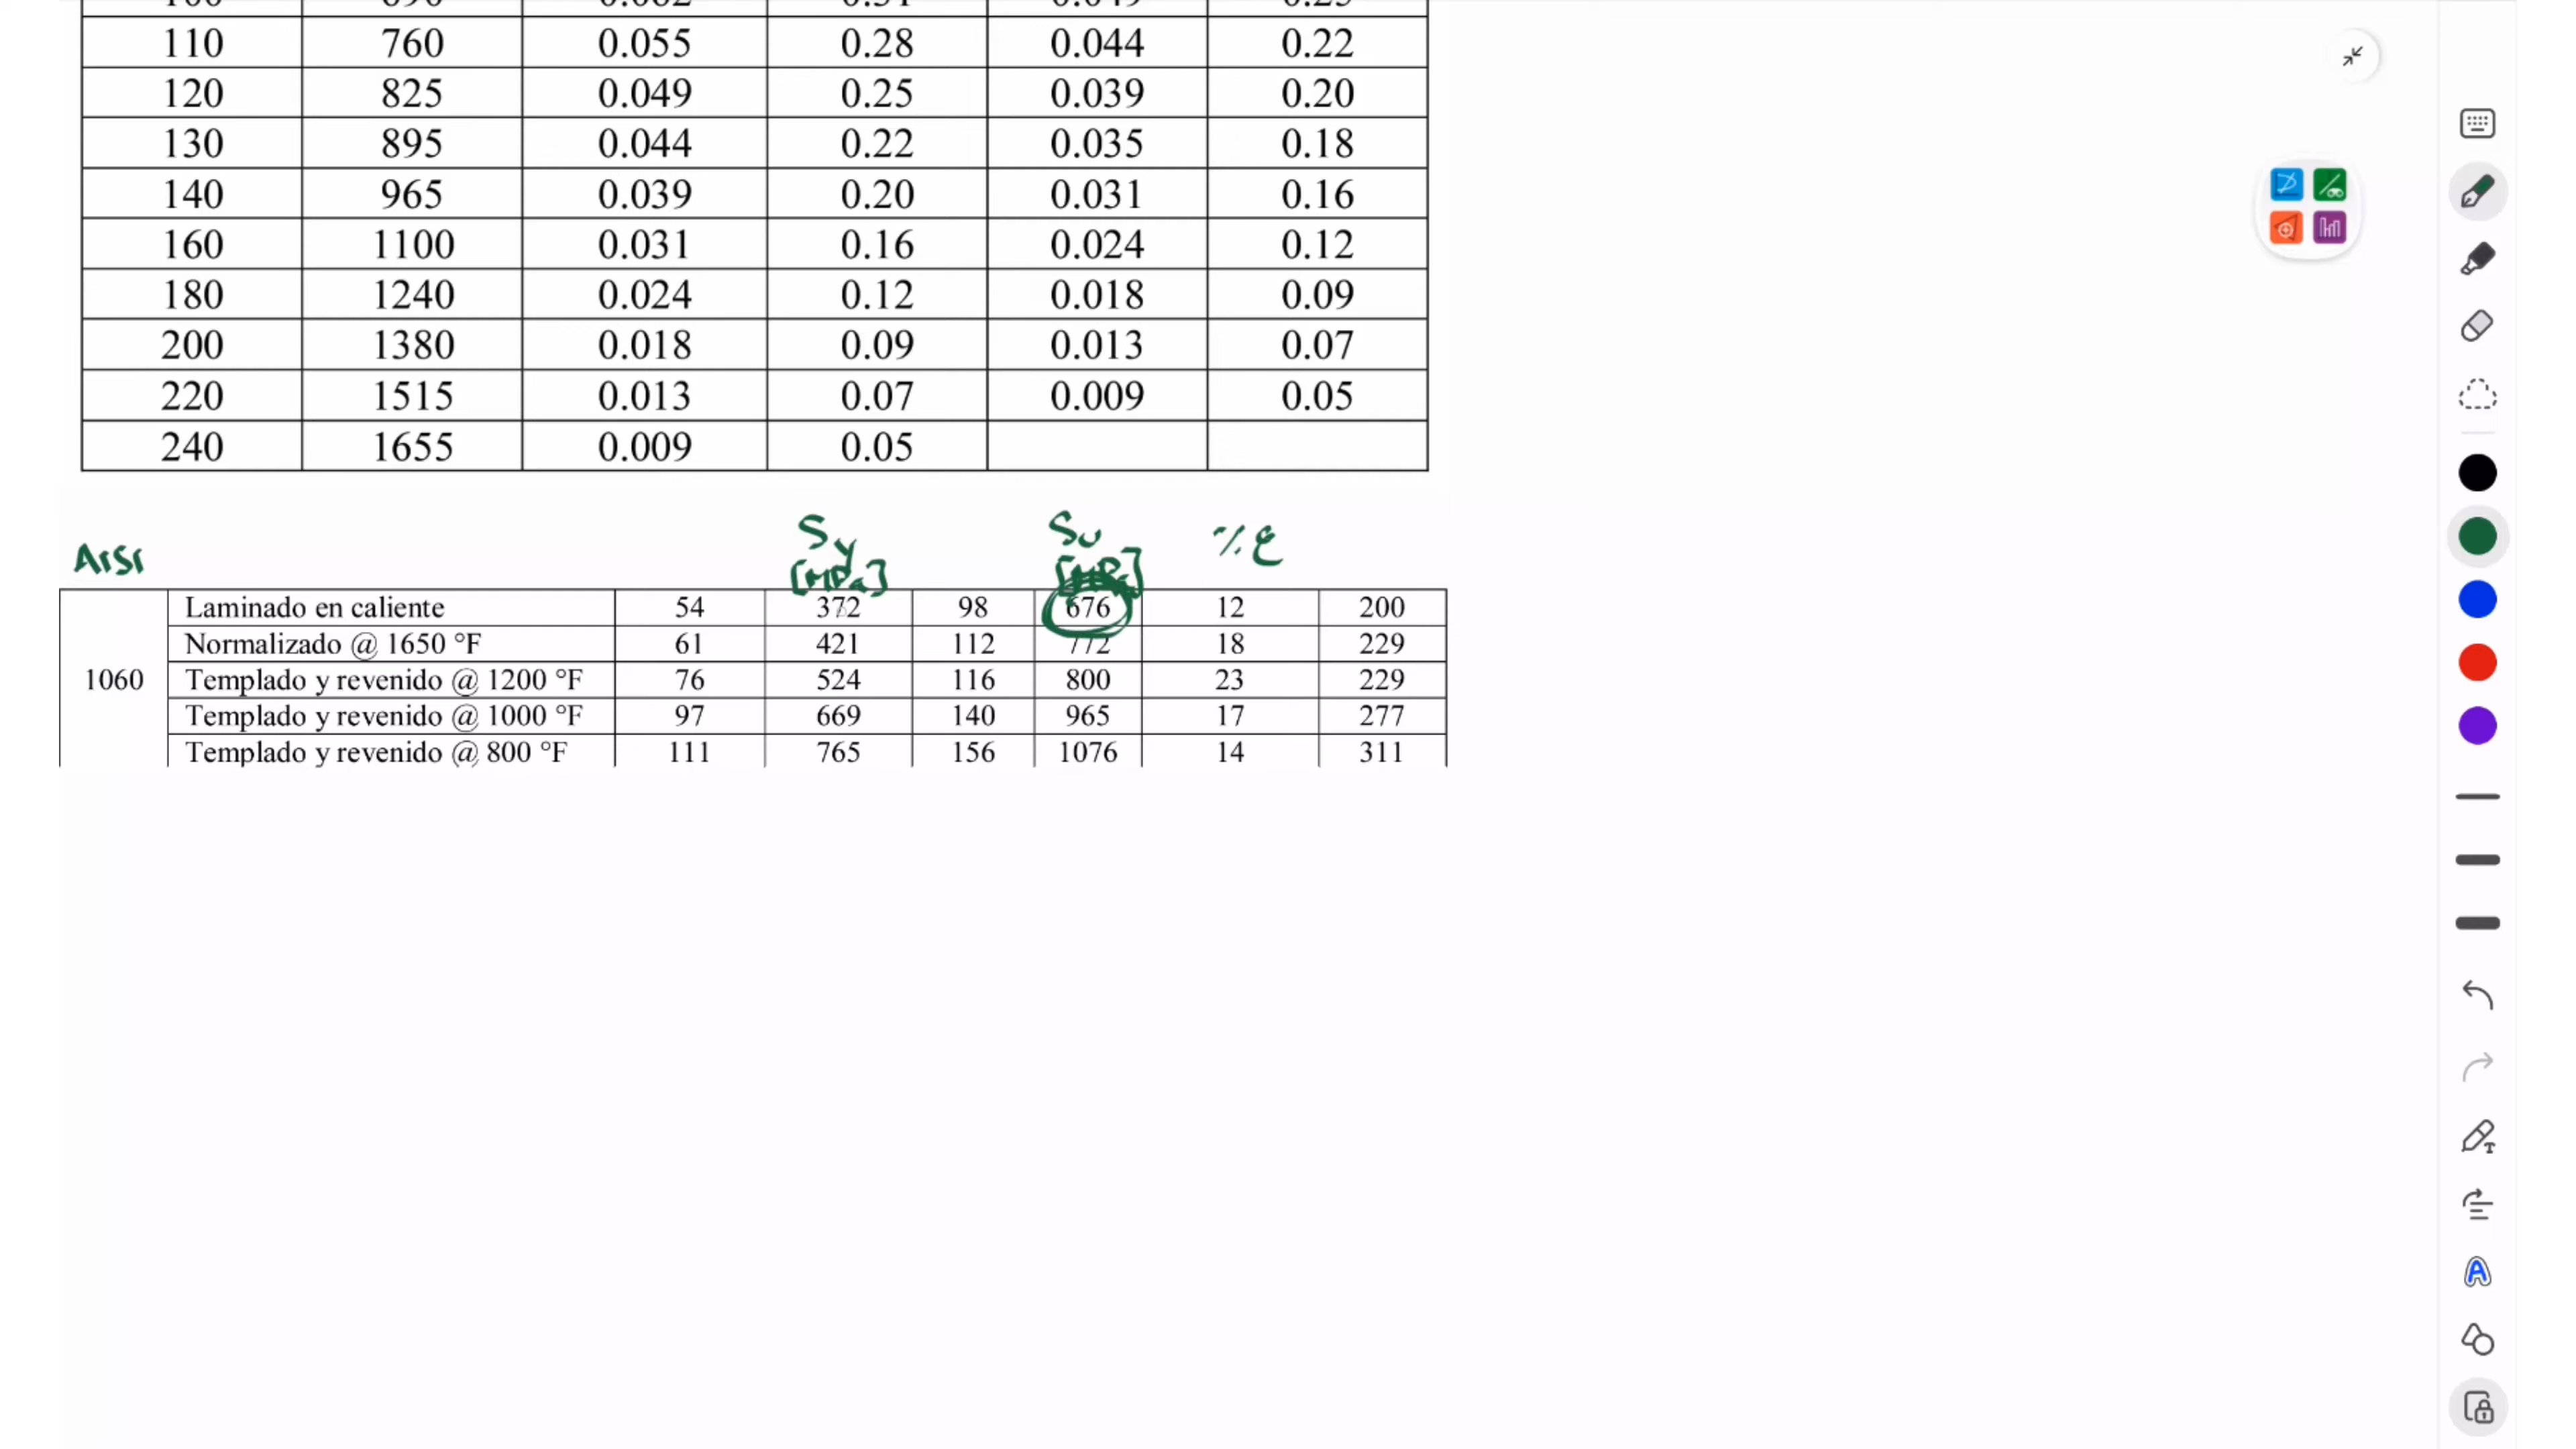 110 760 0.055 0.28 0.044 0.22
120 825 0.049 0.25 0.039 0.20
130 895 0.044 0.22 0.035 0.18
140 965 0.039 0.20 0.031 0.16
160 1100 0.031 0.16 0.024 0.12
180 1240 0.024 0.12 0.018 0.09
200 1380 0.018 0.09 0.013 0.07
220 1515 0.013 0.07 0.009 0.05
240 1655 0.009 0.05
AISI Sy [MPa] Su %ε
1060
Laminado en caliente 54 372 98 676 12 200
Normalizado @ 1650 °F 61 421 112 772 18 229
Templado y revenido @ 1200 °F 76 524 116 800 23 229
Templado y revenido @ 1000 °F 97 669 140 965 17 277
Templado y revenido @ 800 °F 111 765 156 1076 14 311